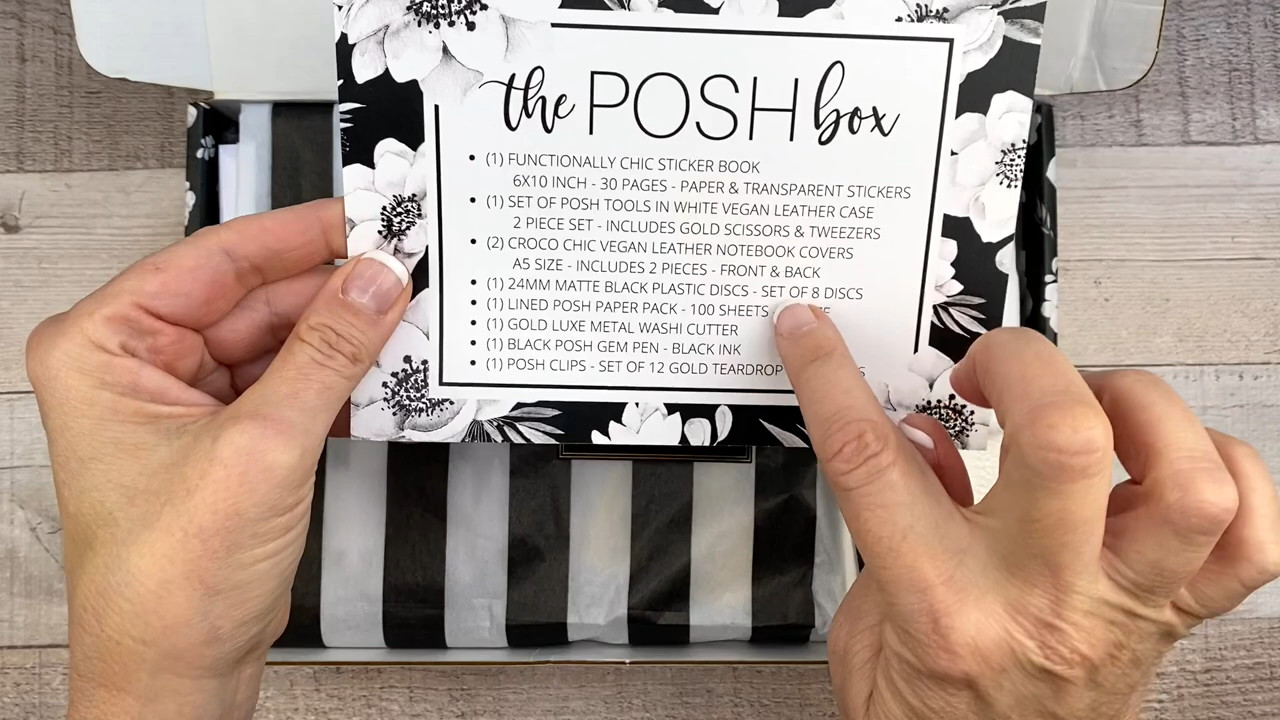 the POSH box
• (1) FUNCTIONALLY CHIC STICKER BOOK
6X10 INCH - 30 PAGES - PAPER & TRANSPARENT STICKERS
• (1) SET OF POSH TOOLS IN WHITE VEGAN LEATHER CASE
2 PIECE SET - INCLUDES GOLD SCISSORS & TWEEZERS
• (2) CROCO CHIC VEGAN LEATHER NOTEBOOK COVERS
A5 SIZE - INCLUDES 2 PIECES - FRONT & BACK
• (1) 24MM MATTE BLACK PLASTIC DISCS - SET OF 8 DISCS
• (1) LINED POSH PAPER PACK - 100 SHEETS
• (1) GOLD LUXE METAL WASHI CUTTER
• (1) BLACK POSH GEM PEN - BLACK INK
• (1) POSH CLIPS - SET OF 12 GOLD TEARDROP